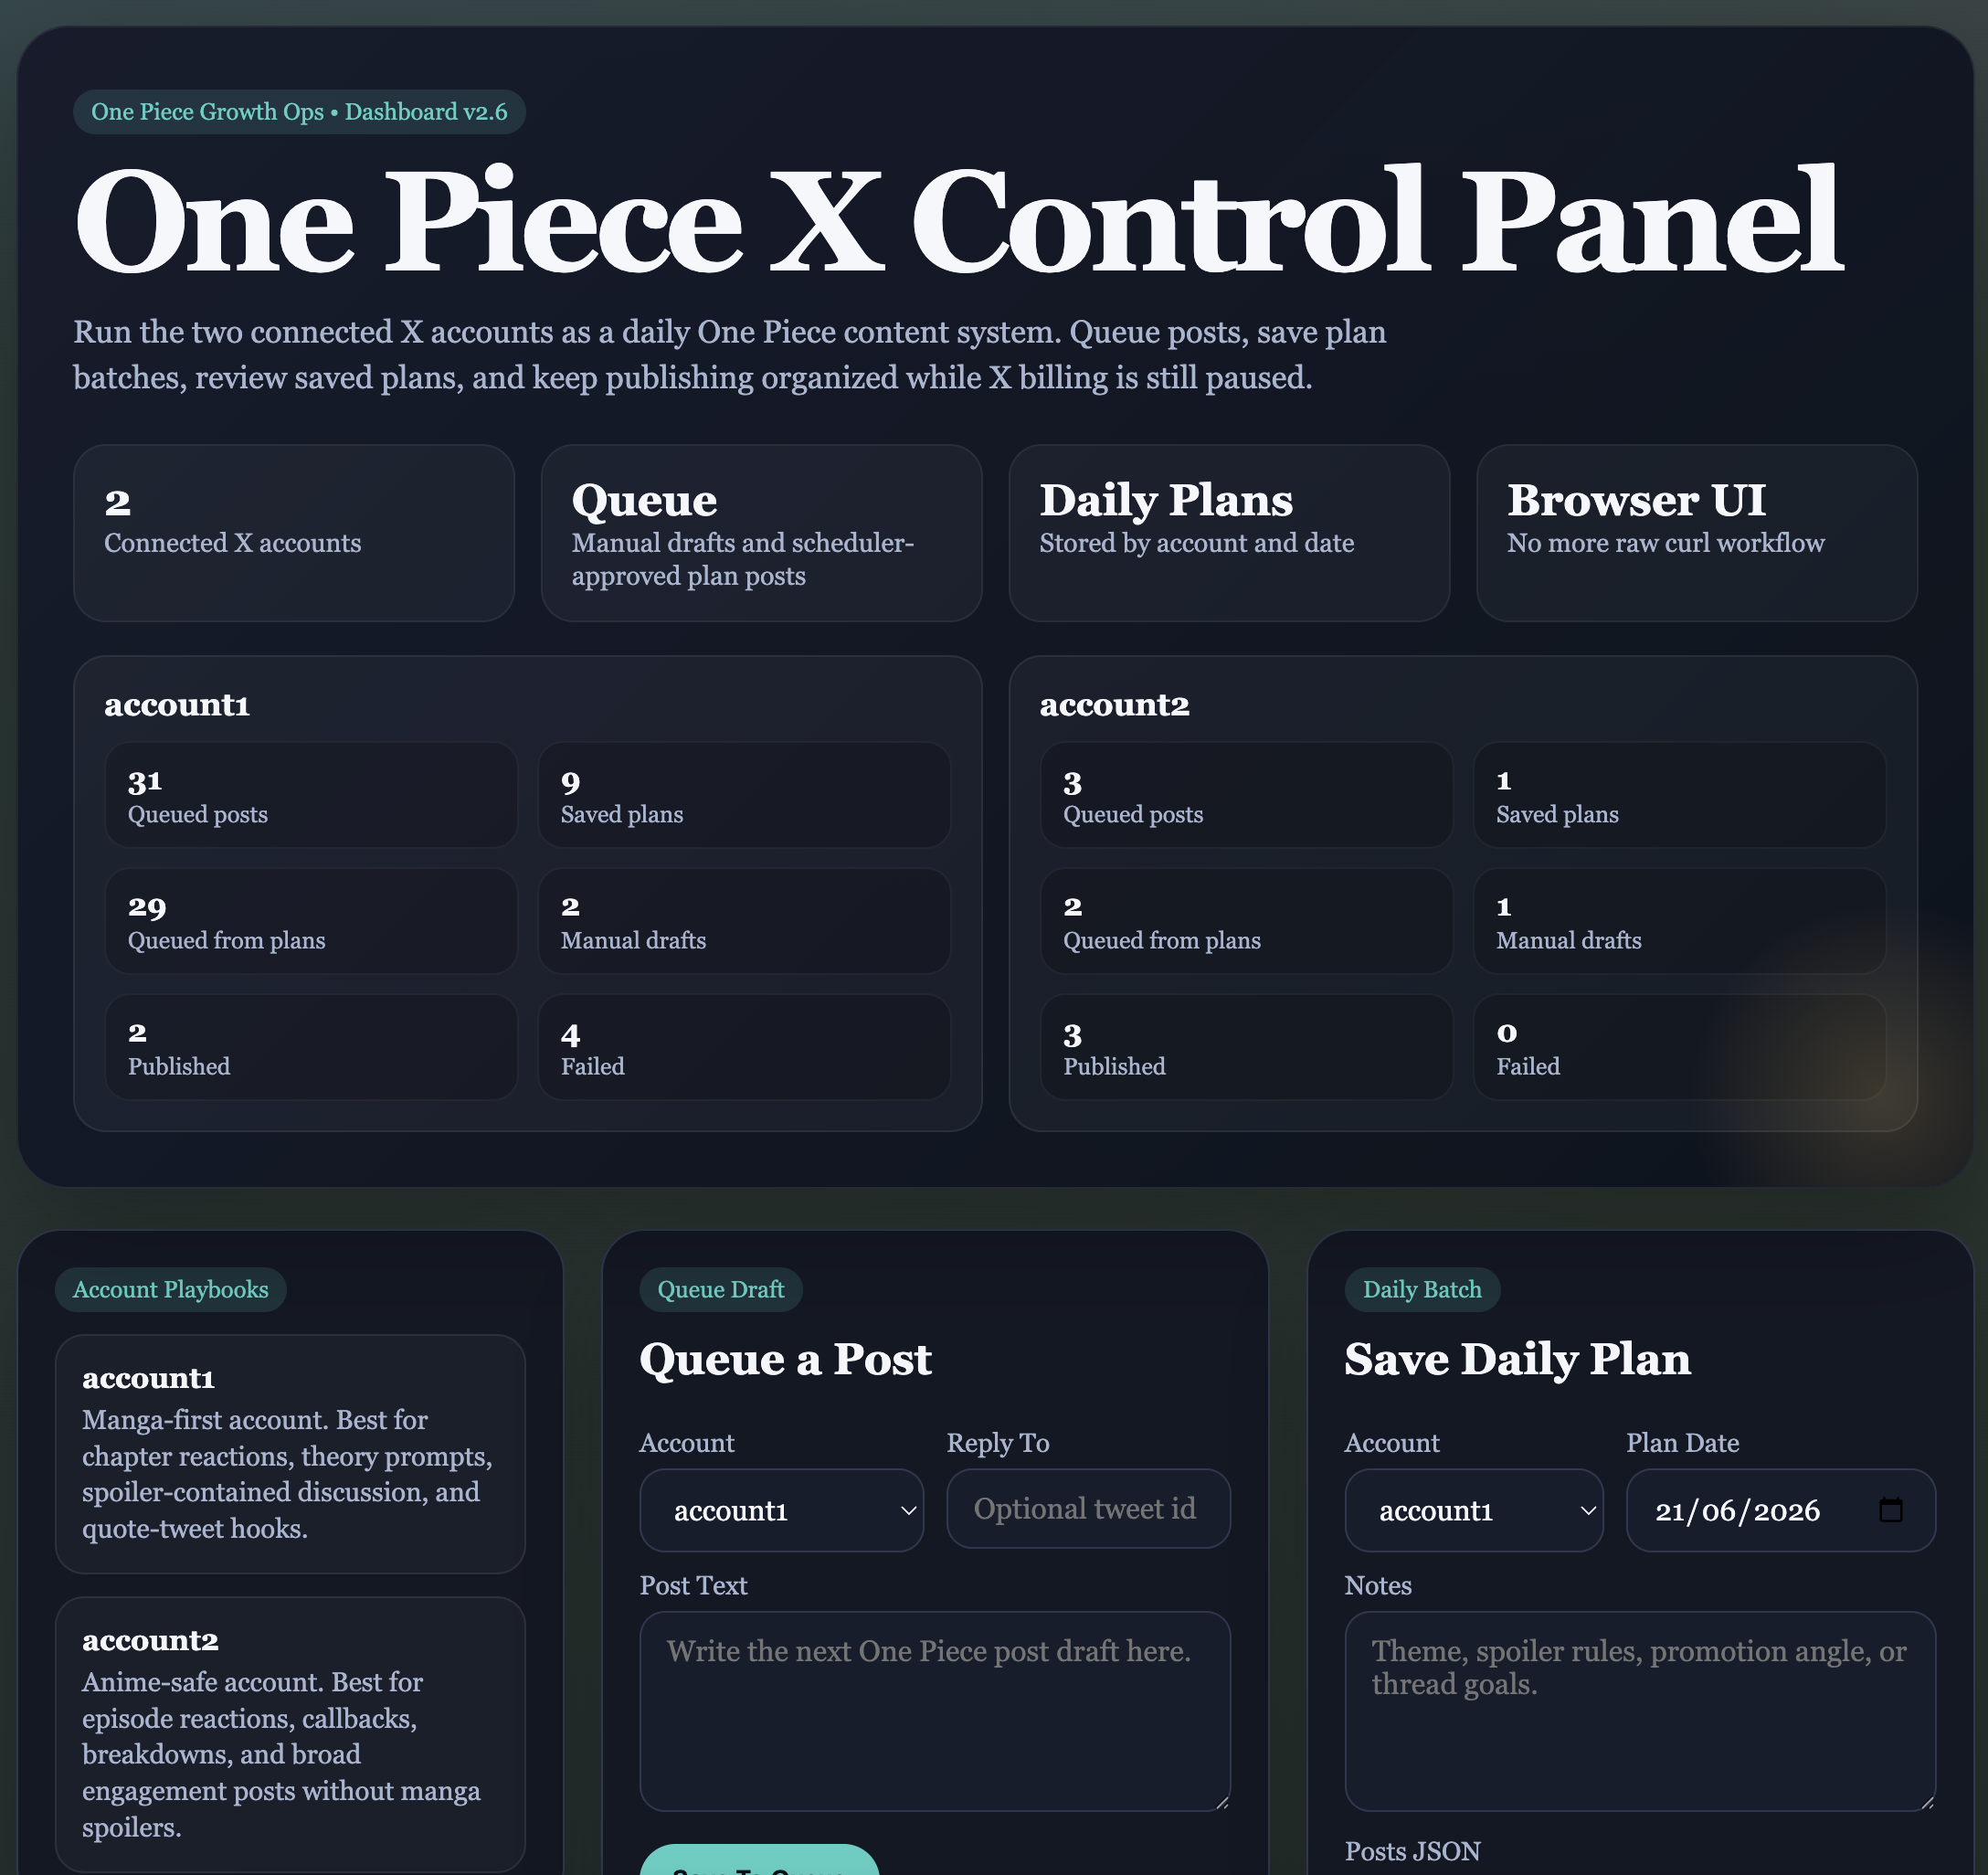 One Piece Growth Ops • Dashboard v2.6
One Piece X Control Panel
Run the two connected X accounts as a daily One Piece content system. Queue posts, save plan
batches, review saved plans, and keep publishing organized while X billing is still paused.
2
Connected X accounts
Queue
Manual drafts and scheduler-
approved plan posts
Daily Plans
Stored by account and date
Browser UI
No more raw curl workflow
account1
31
Queued posts
9
Saved plans
29
Queued from plans
2
Manual drafts
2
Published
4
Failed
account2
3
Queued posts
1
Saved plans
2
Queued from plans
1
Manual drafts
3
Published
0
Failed
Account Playbooks
account1
Manga-first account. Best for
chapter reactions, theory prompts,
spoiler-contained discussion, and
quote-tweet hooks.
account2
Anime-safe account. Best for
episode reactions, callbacks,
breakdowns, and broad
engagement posts without manga
spoilers.
Queue Draft
Queue a Post
Account
Reply To
account1
Optional tweet id
Post Text
Write the next One Piece post draft here.
Save To Queue
Daily Batch
Save Daily Plan
Account
Plan Date
account1
21/06/2026
Notes
Theme, spoiler rules, promotion angle, or
thread goals.
Posts JSON